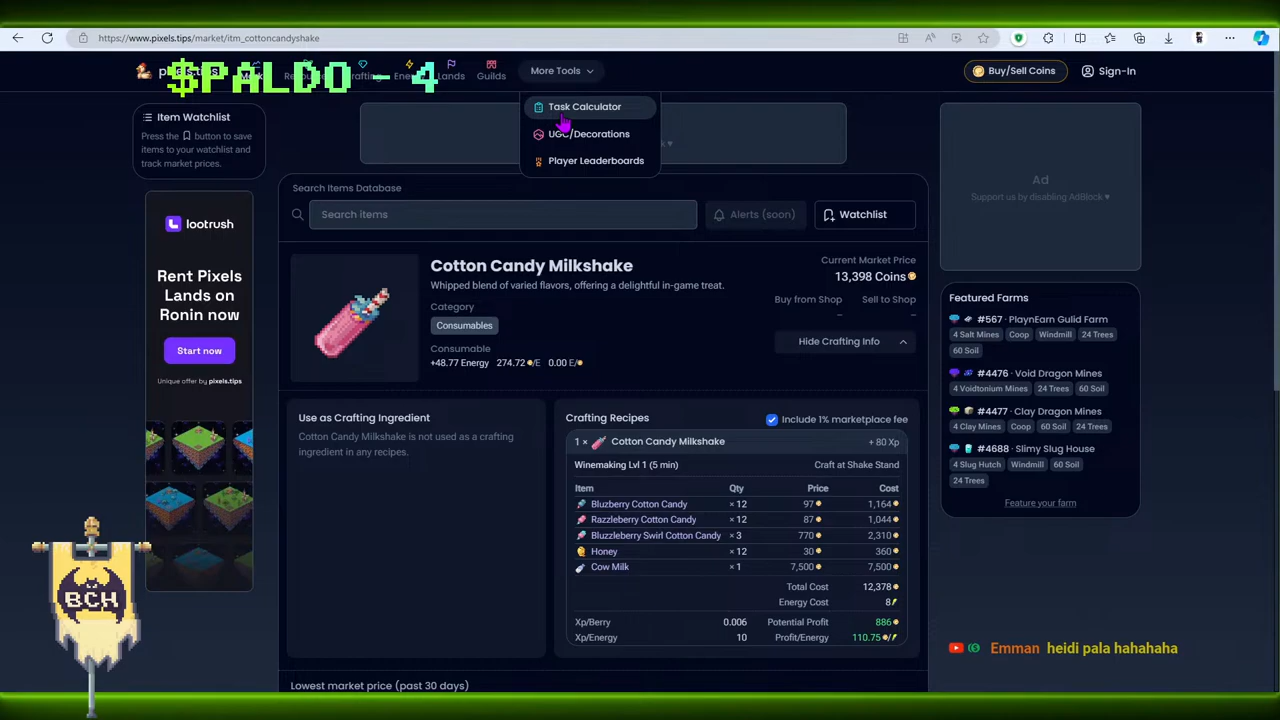 https://www.pixels.tips/market/itm_cottoncandyshake
$PALDO - 4
Lands
Guilds
More Tools
Buy/Sell Coins
Sign-In
Task Calculator
UGC/Decorations
Player Leaderboards
Item Watchlist
Press the button to save
items to your watchlist and
track market prices.
lootrush
Rent Pixels
Lands on
Ronin now
Start now
Unique offer by pixels.tips
Search Items Database
Search items
Alerts (soon)
Watchlist
Cotton Candy Milkshake
Whipped blend of varied flavors, offering a delightful in-game treat.
Category
Consumables
Consumable
+48.77 Energy 274.72 /E 0.00 E/
Current Market Price
13,398 Coins
Buy from Shop Sell to Shop
– –
Hide Crafting Info
Use as Crafting Ingredient
Cotton Candy Milkshake is not used as a crafting
ingredient in any recipes.
Crafting Recipes
Include 1% marketplace fee
1 × Cotton Candy Milkshake + 80 Xp
Winemaking Lvl 1 (5 min) Craft at Shake Stand
Item Qty Price Cost
Bluzberry Cotton Candy × 12 97 1,164
Razzleberry Cotton Candy × 12 87 1,044
Bluzzleberry Swirl Cotton Candy × 3 770 2,310
Honey × 12 30 360
Cow Milk × 1 7,500 7,500
Total Cost 12,378
Energy Cost 8
Xp/Berry 0.006 Potential Profit 886
Xp/Energy 10 Profit/Energy 110.75 /
Lowest market price (past 30 days)
Ad
Support us by disabling AdBlock ▾
Featured Farms
#567 · PlaynEarn Guild Farm
4 Salt Mines Coop Windmill 24 Trees
60 Soil
#4476 · Void Dragon Mines
4 Voidtonium Mines 24 Trees 60 Soil
#4477 · Clay Dragon Mines
4 Clay Mines Coop 60 Soil 24 Trees
#4688 · Slimy Slug House
4 Slug Hutch Windmill 60 Soil
24 Trees
Feature your farm
BCH
Emman heidi pala hahahaha